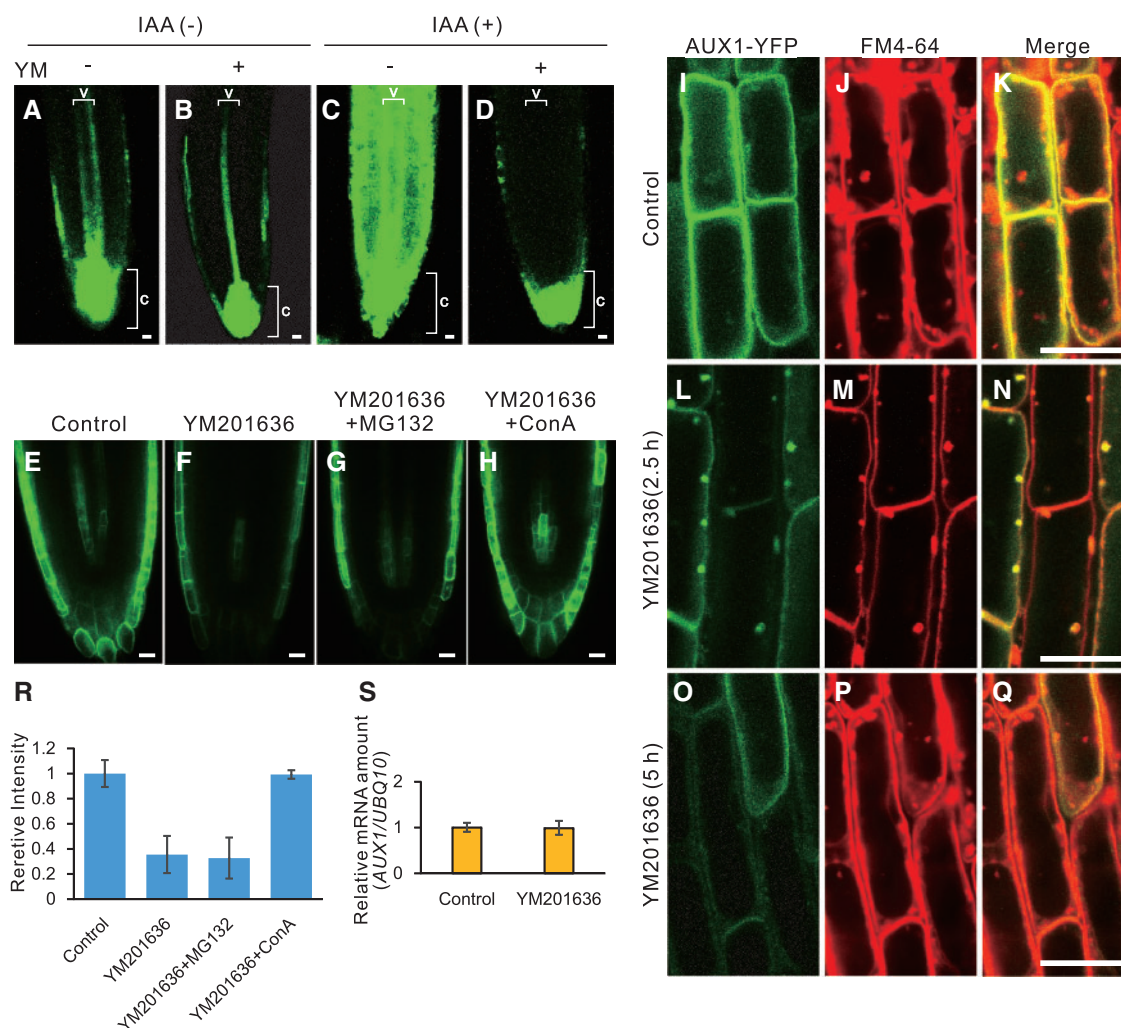 IAA (-)
IAA (+)
YM - + - +
A V C
B V C
C V C
D V C
Control
YM201636
YM201636
+MG132
YM201636
+ConA
E
F
G
H
AUX1-YFP
FM4-64
Merge
Control
I
J
K
YM201636(2.5 h)
L
M
N
YM201636 (5 h)
O
P
Q
R
Reretive Intensity
1.2
1
0.8
0.6
0.4
0.2
0
Control
YM201636
YM201636+MG132
YM201636+ConA
S
Relative mRNA amount
(AUX1/UBQ10)
2
1
0
Control
YM201636